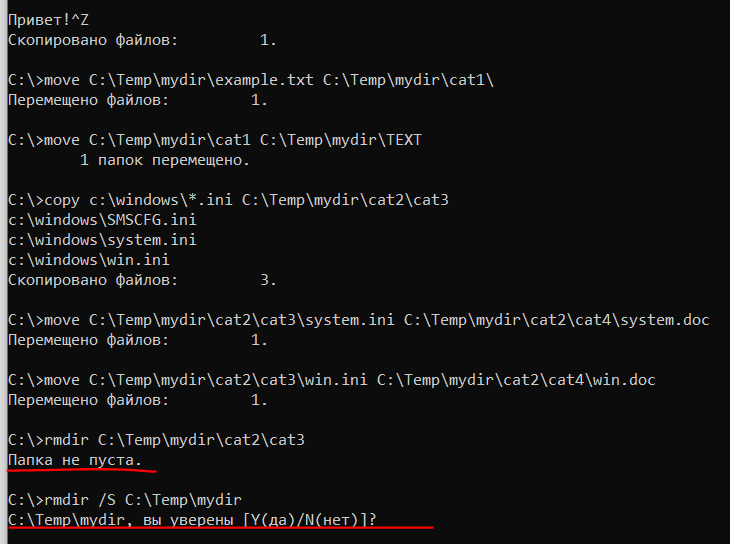 Привет!^Z
Скопировано файлов: 1.
C:\>move C:\Temp\mydir\example.txt C:\Temp\mydir\cat1\
Перемещено файлов: 1.
C:\>move C:\Temp\mydir\cat1 C:\Temp\mydir\TEXT
1 папок перемещено.
C:\>copy c:\windows\*.ini C:\Temp\mydir\cat2\cat3
c:\windows\SMSCFG.ini
c:\windows\system.ini
c:\windows\win.ini
Скопировано файлов: 3.
C:\>move C:\Temp\mydir\cat2\cat3\system.ini C:\Temp\mydir\cat2\cat4\system.doc
Перемещено файлов: 1.
C:\>move C:\Temp\mydir\cat2\cat3\win.ini C:\Temp\mydir\cat2\cat4\win.doc
Перемещено файлов: 1.
C:\>rmdir C:\Temp\mydir\cat2\cat3
Папка не пуста.
C:\>rmdir /S C:\Temp\mydir
C:\Temp\mydir, вы уверены [Y(да)/N(нет)]?